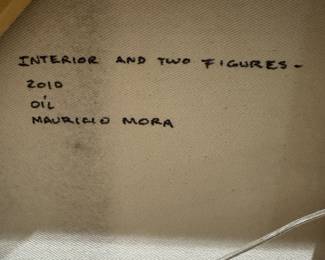 INTERIOR AND TWO FIGURES-
2010
OIL
MAURICIO MORA